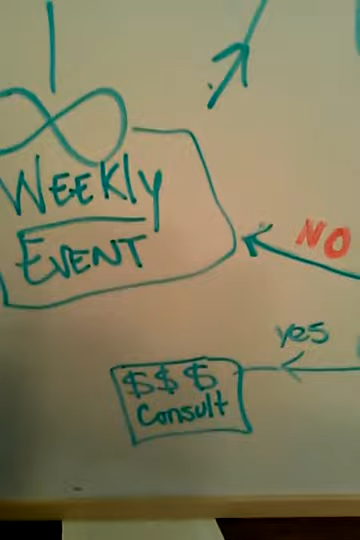 WEEKly
EVENT
NO
yes
$$$
Consult